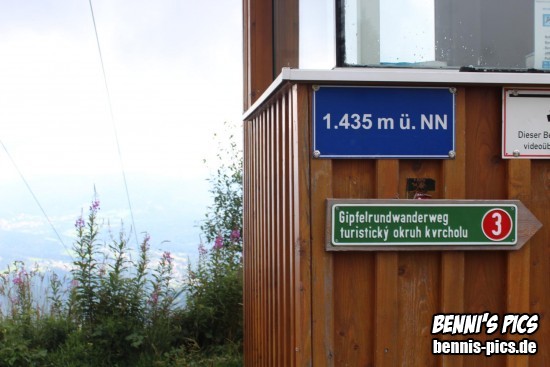 1.435 m ü. NN
Dieser Be
videoüb
Gipfelrundwanderweg
turistický okruh kvrcholu
3
BENNI'S PICS
bennis-pics.de